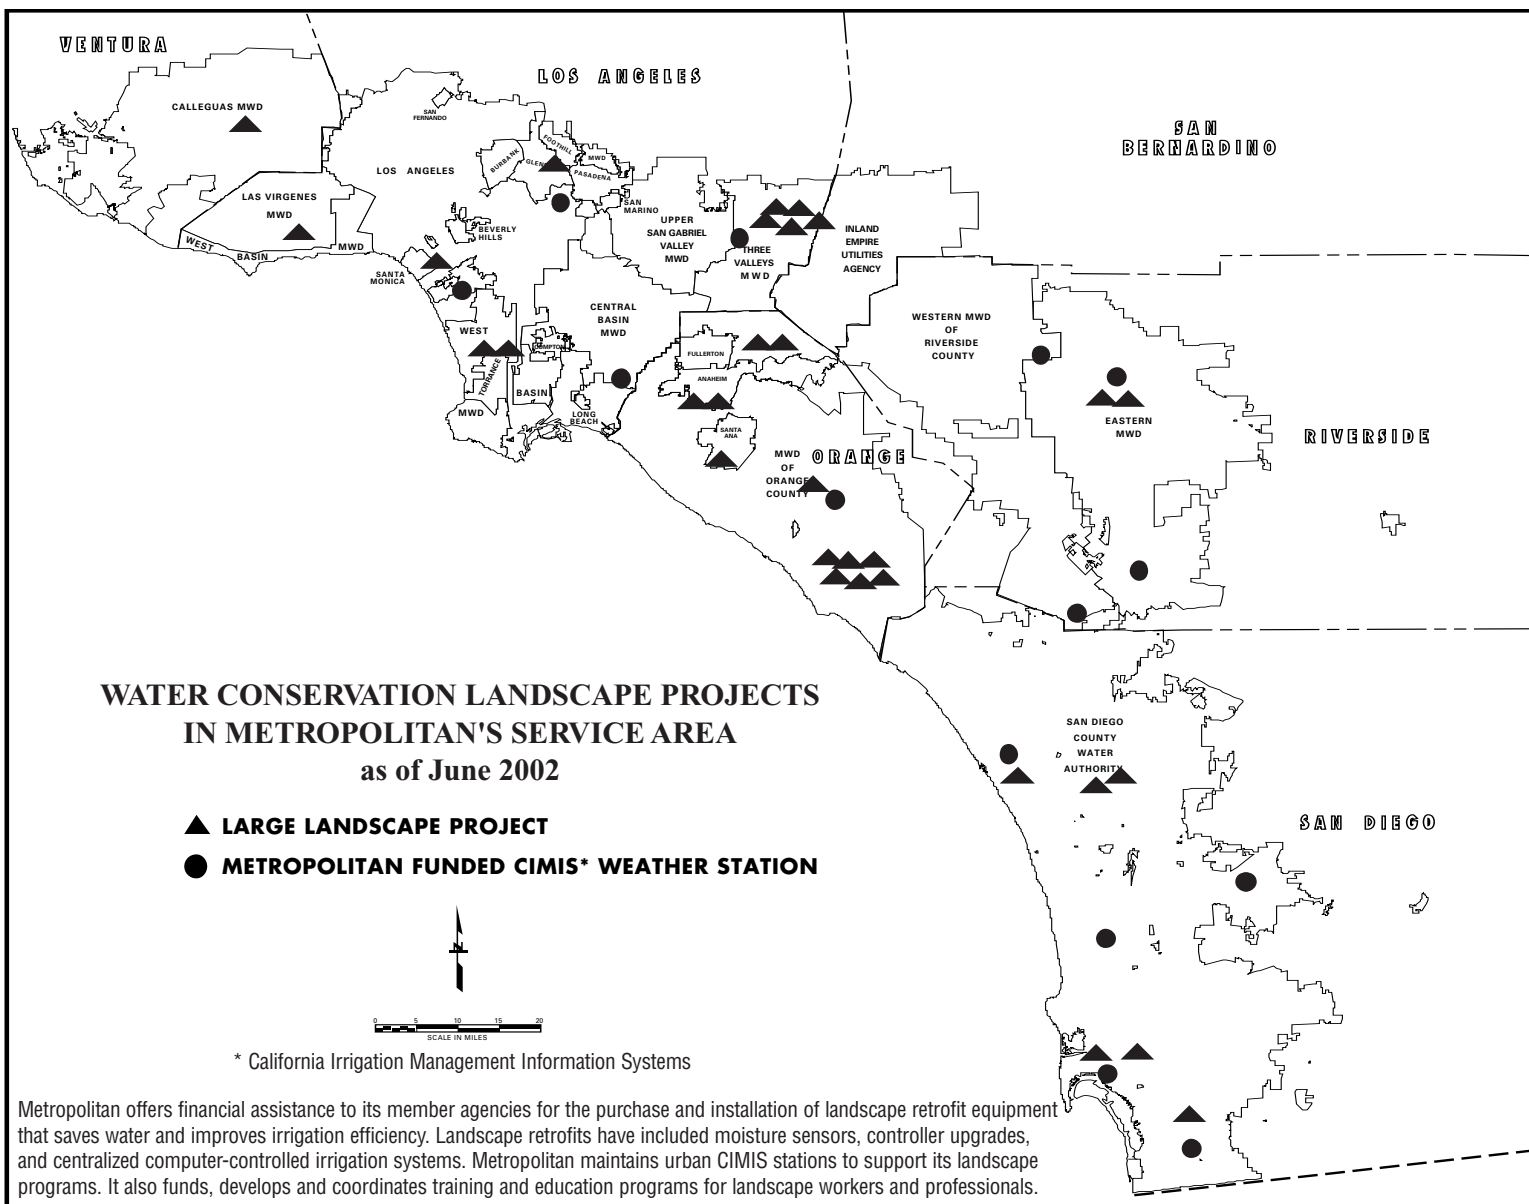 VENTURA
LOS ANGELES
SAN
BERNARDINO
CALLEGUAS MWD
SAN
FERNANDO
LOS ANGELES
BURBANK
FOOTHILL
MWD
PASADENA
LAS VIRGENES
MWD
SAN
MARINO
UPPER
SAN GABRIEL
VALLEY
MWD
BEVERLY
HILLS
WEST
BASIN
MWD
SANTA
MONICA
THREE
VALLEYS
MWD
INLAND
EMPIRE
UTILITIES
AGENCY
CENTRAL
BASIN
MWD
WESTERN MWD
OF
RIVERSIDE
COUNTY
WEST
COMPTON
TORRANCE
BASIN
MWD
LONG
BEACH
FULLERTON
ANAHEIM
SANTA
ANA
MWD
OF
ORANGE
COUNTY
ORANGE
EASTERN
MWD
RIVERSIDE
WATER CONSERVATION LANDSCAPE PROJECTS
IN METROPOLITAN'S SERVICE AREA
as of June 2002
LARGE LANDSCAPE PROJECT
METROPOLITAN FUNDED CIMIS* WEATHER STATION
SAN DIEGO
COUNTY
WATER
AUTHORITY
SAN DIEGO
N
0 5 10 15 20
SCALE IN MILES
* California Irrigation Management Information Systems
Metropolitan offers financial assistance to its member agencies for the purchase and installation of landscape retrofit equipment
that saves water and improves irrigation efficiency. Landscape retrofits have included moisture sensors, controller upgrades,
and centralized computer-controlled irrigation systems. Metropolitan maintains urban CIMIS stations to support its landscape
programs. It also funds, develops and coordinates training and education programs for landscape workers and professionals.